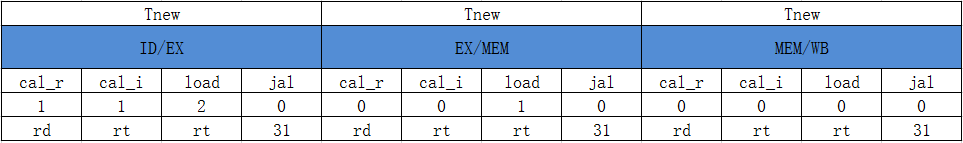 Tnew Tnew Tnew
ID/EX EX/MEM MEM/WB
cal_r cal_i load jal cal_r cal_i load jal cal_r cal_i load jal
1 1 2 0 0 0 1 0 0 0 0 0
rd rt rt 31 rd rt rt 31 rd rt rt 31